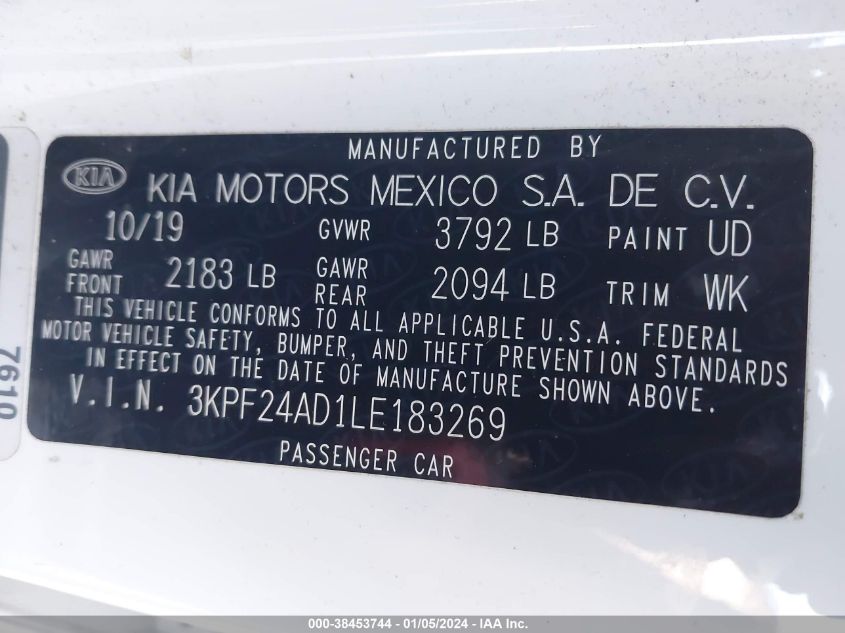 MANUFACTURED BY
KIA KIA MOTORS MEXICO S.A. DE C.V.
10/19 GVWR 3792 LB PAINT UD
GAWR FRONT 2183 LB GAWR REAR 2094 LB TRIM WK
THIS VEHICLE CONFORMS TO ALL APPLICABLE U.S.A. FEDERAL
MOTOR VEHICLE SAFETY, BUMPER, AND THEFT PREVENTION STANDARDS
IN EFFECT ON THE DATE OF MANUFACTURE SHOWN ABOVE.
V.I.N. 3KPF24AD1LE183269
PASSENGER CAR
7610
000-38453744 - 01/05/2024 - IAA Inc.